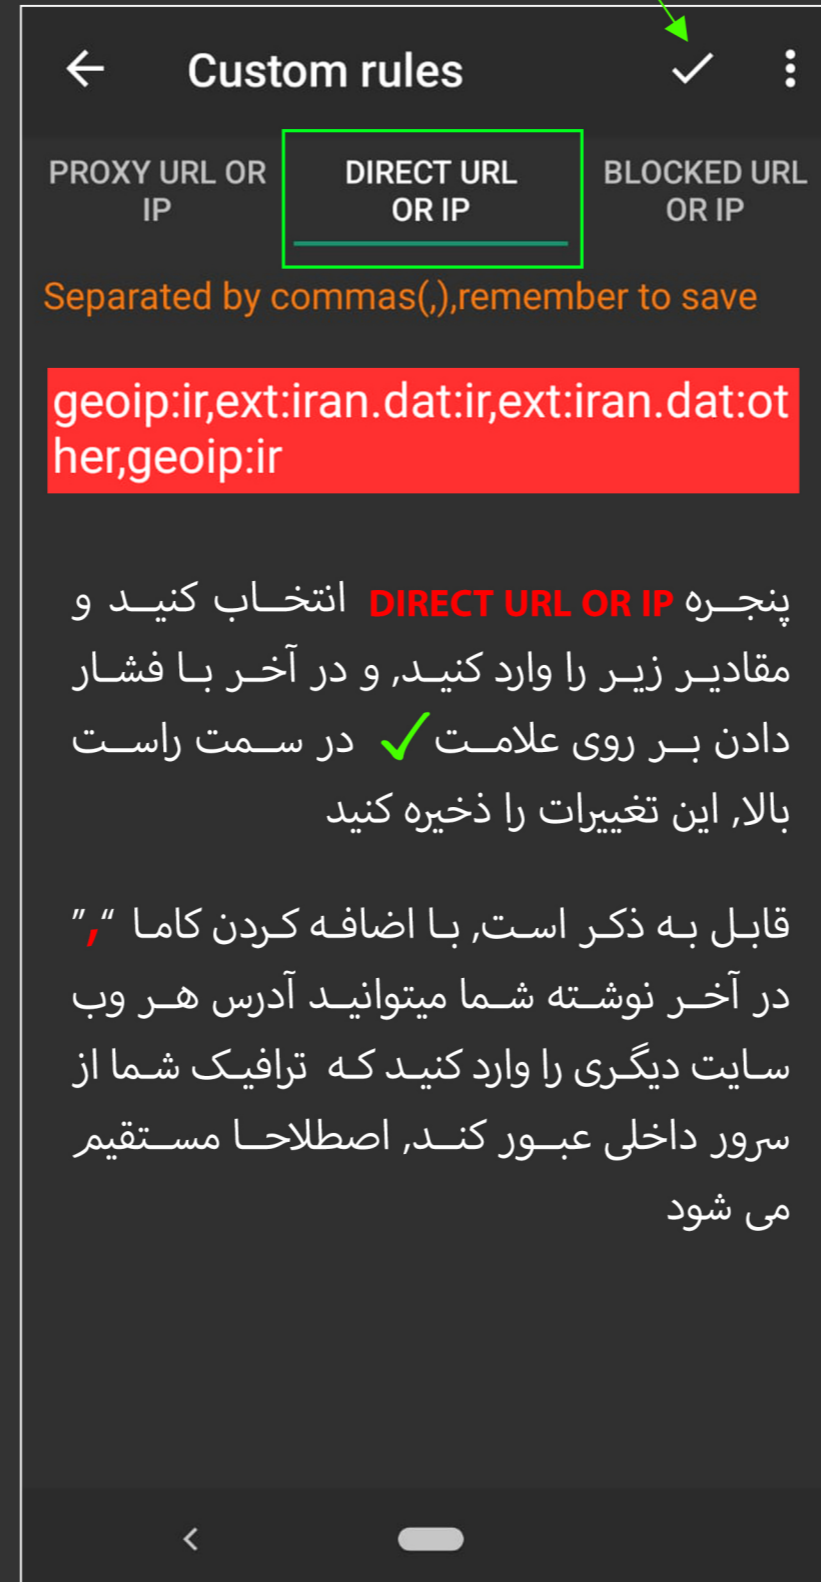 Custom rules
PROXY URL OR
IP
DIRECT URL
OR IP
BLOCKED URL
OR IP
Separated by commas(,),remember to save
geoip:ir,ext:iran.dat:ir,ext:iran.dat:ot
her,geoip:ir
پنجره DIRECT URL OR IP انتخاب کنید و
مقادیر زیر را وارد کنید, و در آخر با فشار
دادن بر روی علامت ✓ در سمت راست
بالا, این تغییرات را ذخیره کنید
قابل به ذکر است, با اضافه کردن کاما “,”
در آخر نوشته شما میتوانید آدرس هر وب
سایت دیگری را وارد کنید که ترافیک شما از
سرور داخلی عبور کند, اصطلاحا مستقیم
می شود